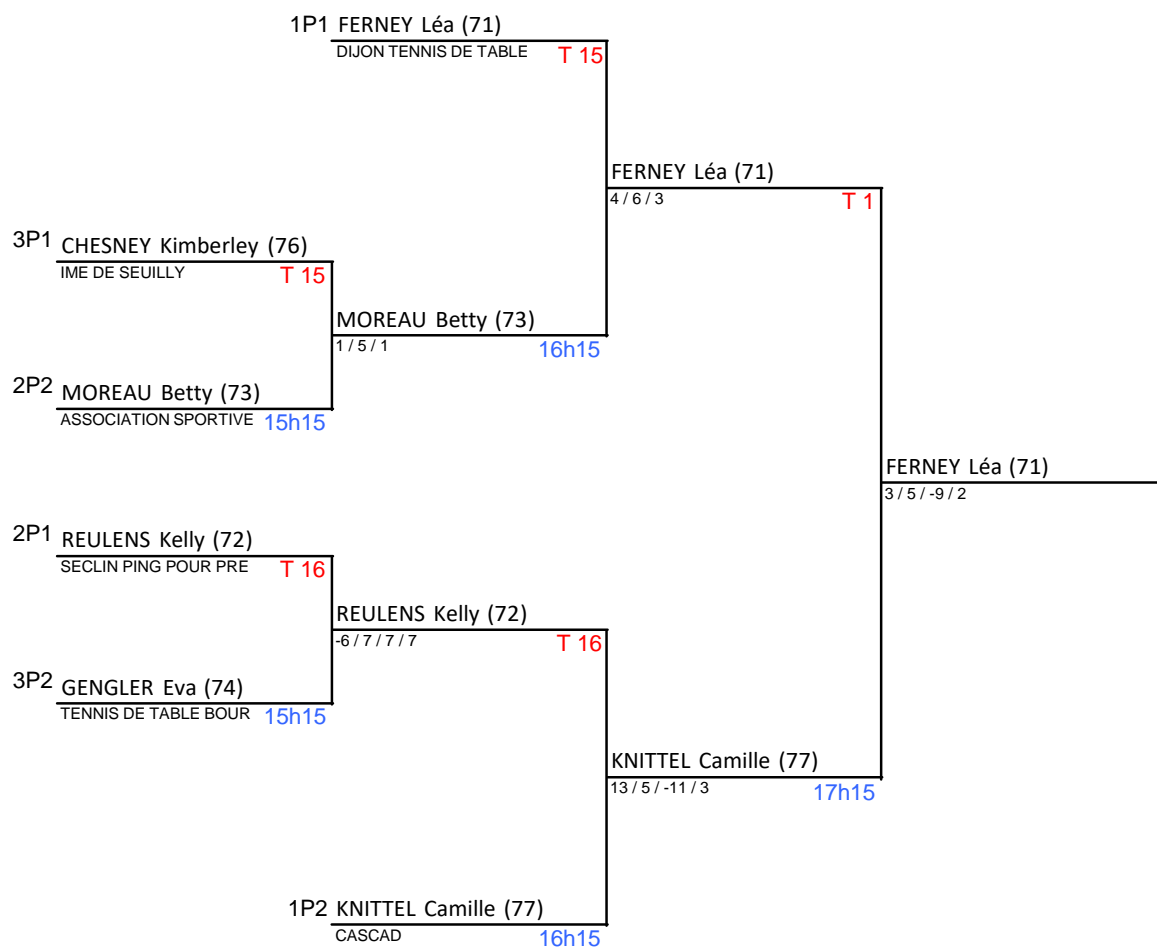 1P1 FERNEY Léa (71)
DIJON TENNIS DE TABLE T 15
FERNEY Léa (71)
4 / 6 / 3 T 1
3P1 CHESNEY Kimberley (76)
IME DE SEUILLY T 15
MOREAU Betty (73)
1 / 5 / 1 16h15
2P2 MOREAU Betty (73)
ASSOCIATION SPORTIVE 15h15
FERNEY Léa (71)
3 / 5 / -9 / 2
2P1 REULENS Kelly (72)
SECLIN PING POUR PRE T 16
REULENS Kelly (72)
-6 / 7 / 7 / 7 T 16
3P2 GENGLER Eva (74)
TENNIS DE TABLE BOUR 15h15
KNITTEL Camille (77)
13 / 5 / -11 / 3 17h15
1P2 KNITTEL Camille (77)
CASCAD 16h15